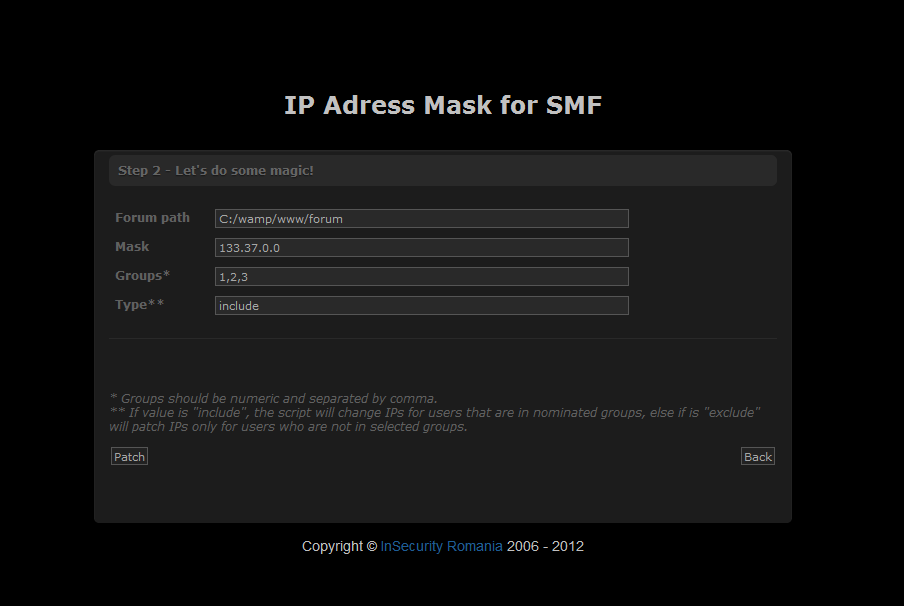 IP Adress Mask for SMF
Step 2 - Let's do some magic!
Forum path C:/wamp/www/forum
Mask 133.37.0.0
Groups* 1,2,3
Type** include
* Groups should be numeric and separated by comma.
** If value is "include", the script will change IPs for users that are in nominated groups, else if is "exclude"
will patch IPs only for users who are not in selected groups.
Patch Back
Copyright © InSecurity Romania 2006 - 2012